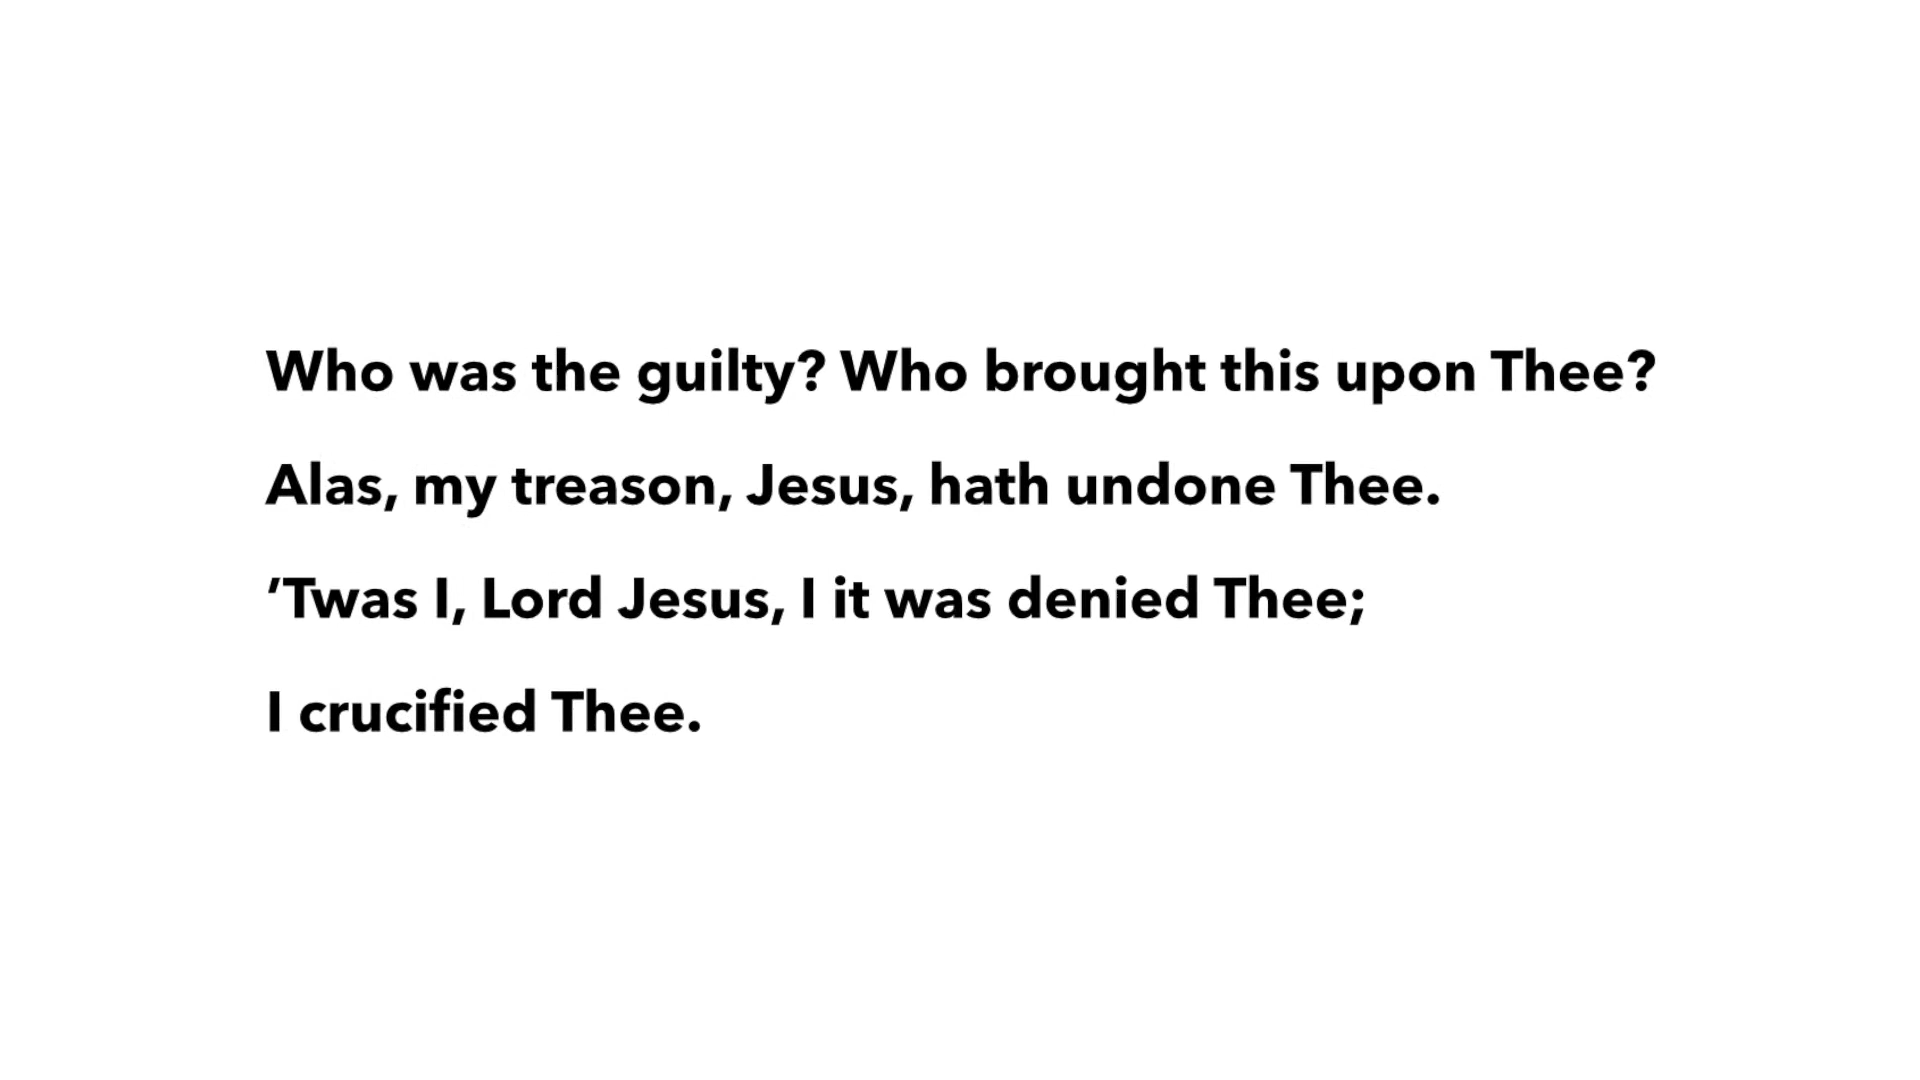 Who was the guilty? Who brought this upon Thee?
Alas, my treason, Jesus, hath undone Thee.
’Twas I, Lord Jesus, I it was denied Thee;
I crucified Thee.